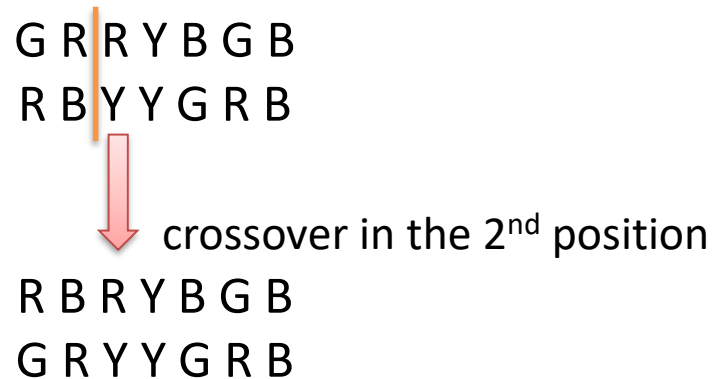 G R R Y B G B
R B Y Y G R B
crossover in the 2nd position
R B R Y B G B
G R Y Y G R B